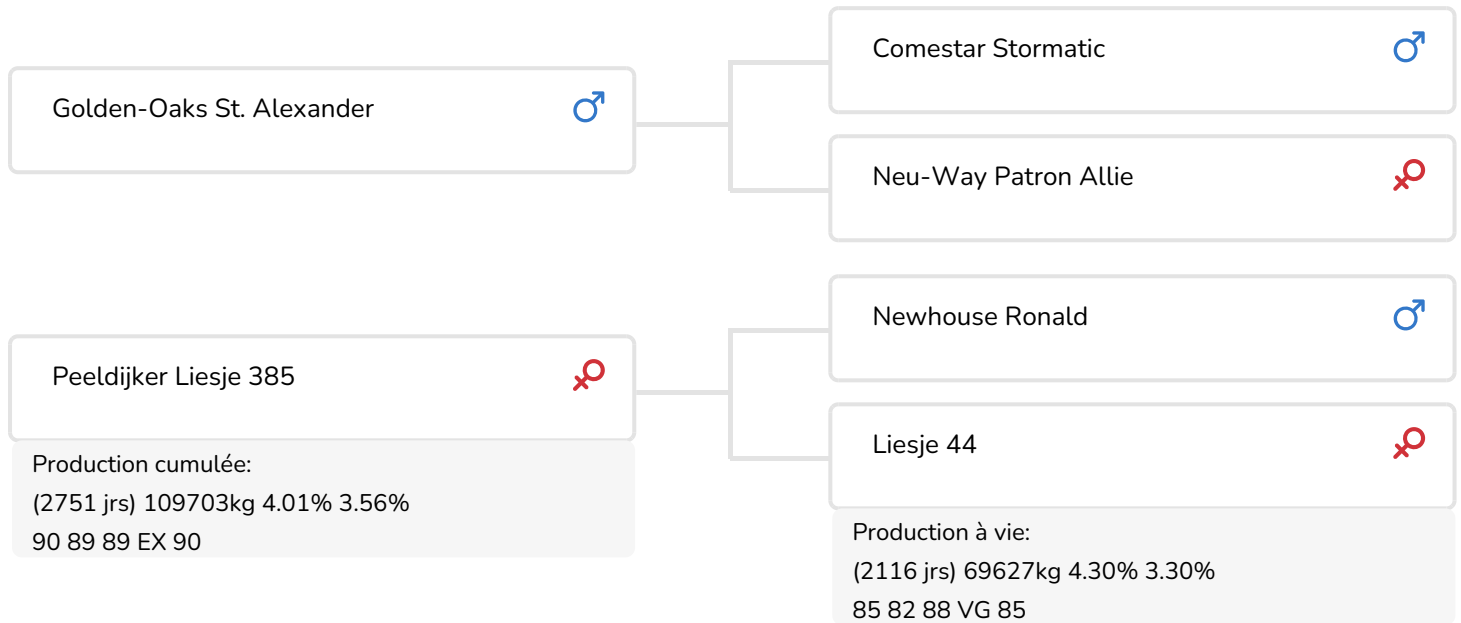 Golden-Oaks St. Alexander
Comestar Stormatic
Neu-Way Patron Allie
Peeldijker Liesje 385
Production cumulée:
(2751 jrs) 109703kg 4.01% 3.56%
90 89 89 EX 90
Newhouse Ronald
Liesje 44
Production à vie:
(2116 jrs) 69627kg 4.30% 3.30%
85 82 88 VG 85